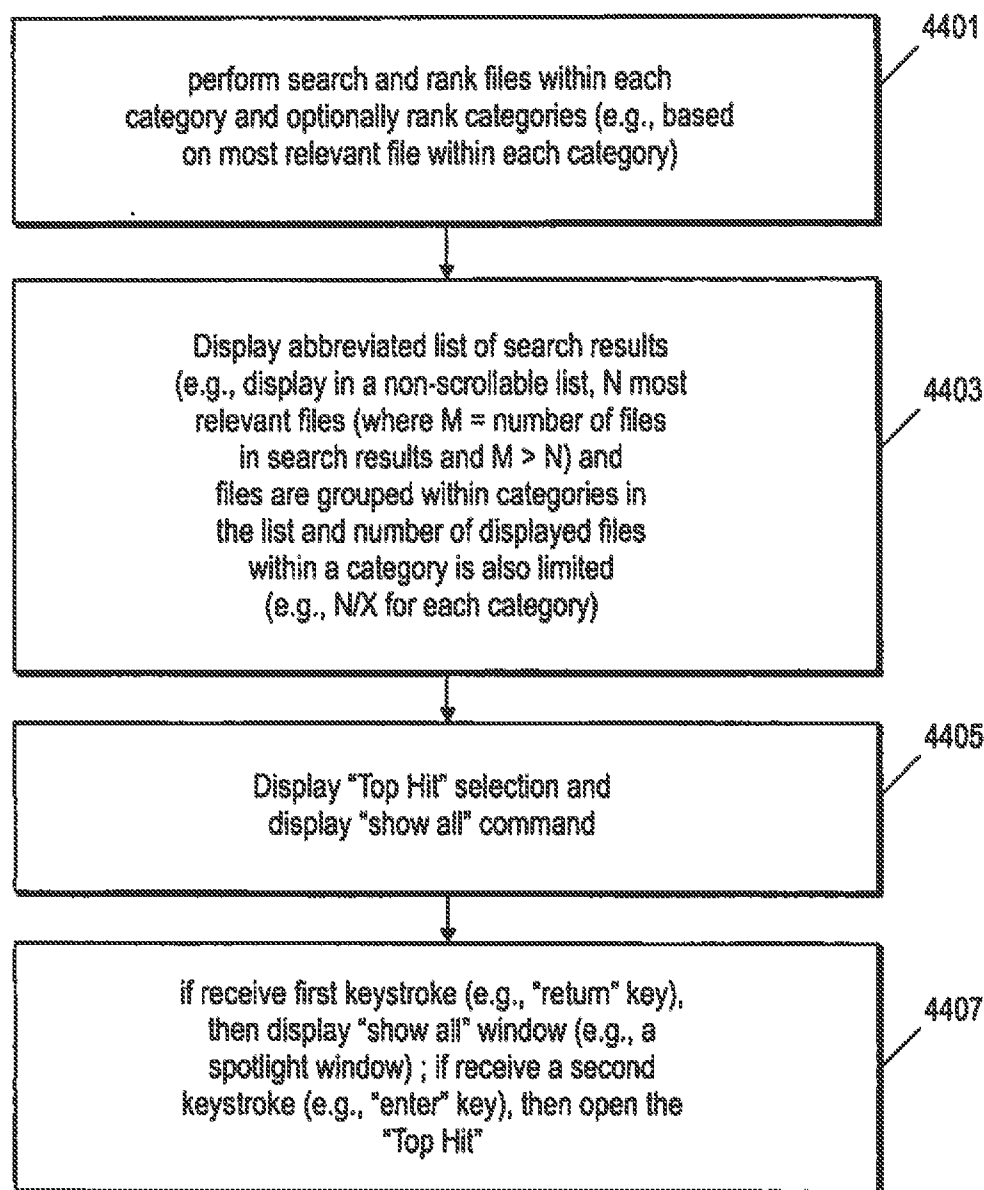 4401
perform search and rank files within each
category and optionally rank categories (e.g., based
on most relevant file within each category)
Display abbreviated list of search results
(e.g., display in a non-scrollable list, N most
relevant files (where M = number of files
in search results and M > N) and
files are grouped within categories in
the list and number of displayed files
within a category is also limited
(e.g., N/X for each category)
4403
Display "Top Hit" selection and
display "show all" command
4405
if receive first keystroke (e.g., "return" key),
then display "show all" window (e.g., a
spotlight window) ; if receive a second
keystroke (e.g., "enter" key), then open the
"Top Hit"
4407